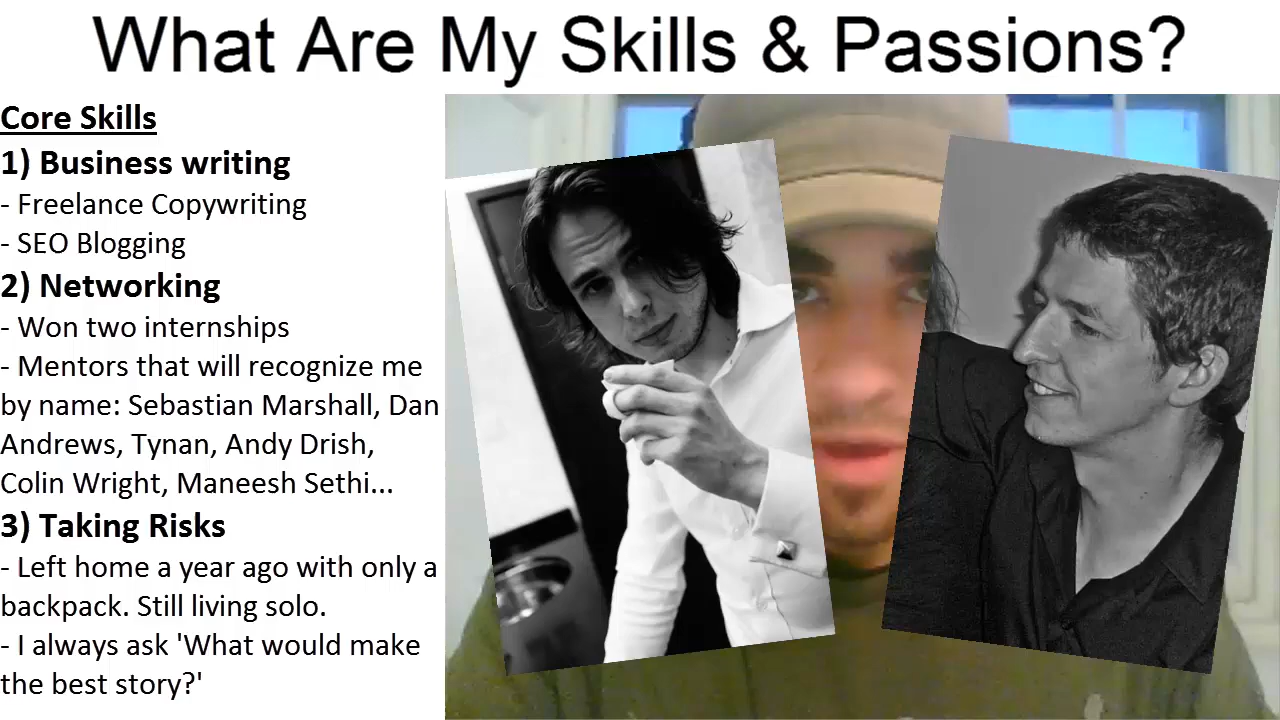 What Are My Skills & Passions?
Core Skills
1) Business writing
- Freelance Copywriting
- SEO Blogging
2) Networking
- Won two internships
- Mentors that will recognize me
by name: Sebastian Marshall, Dan
Andrews, Tynan, Andy Drish,
Colin Wright, Maneesh Sethi...
3) Taking Risks
- Left home a year ago with only a
backpack. Still living solo.
- I always ask 'What would make
the best story?'